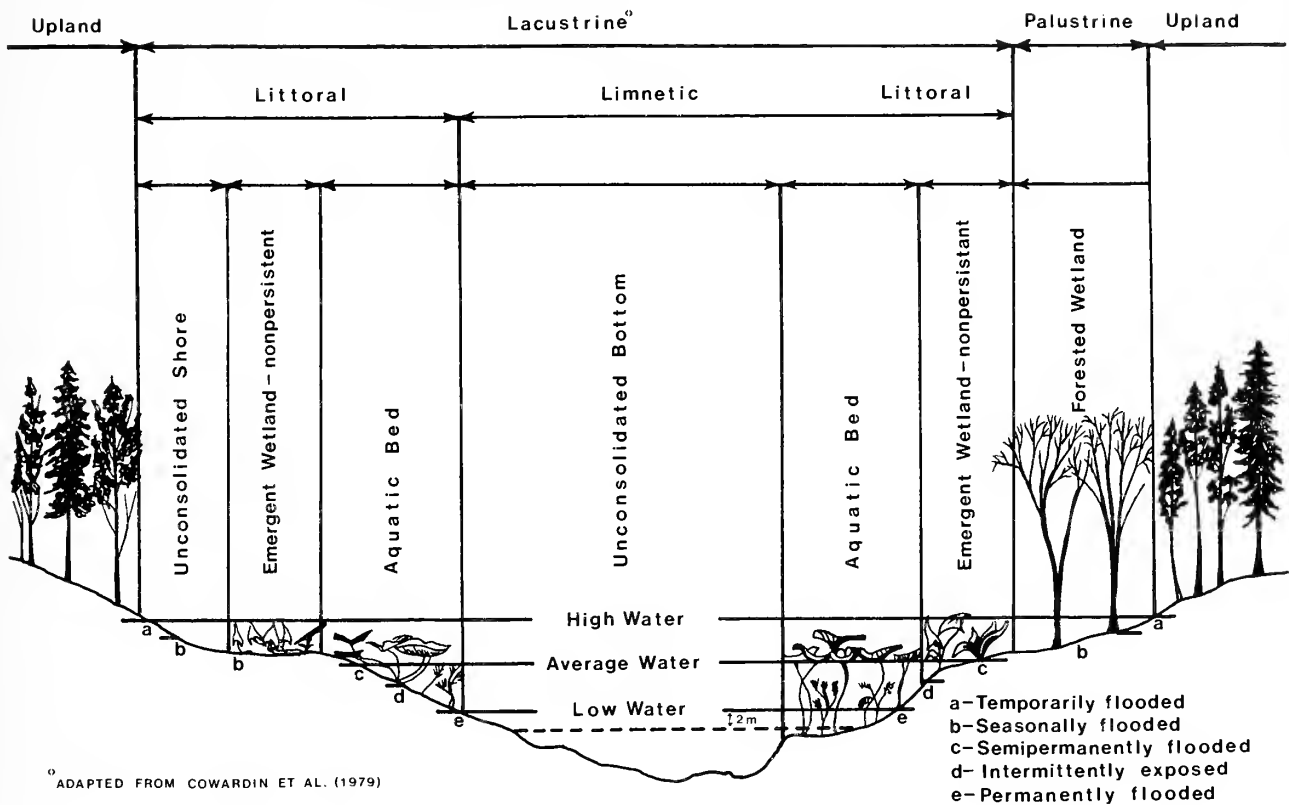 Upland
Lacustrine°
Palustrine
Upland
Littoral
Limnetic
Littoral
Unconsolidated Shore
Emergent Wetland-nonpersistent
Aquatic Bed
Unconsolidated Bottom
Aquatic Bed
Emergent Wetland-nonpersistant
Forested Wetland
High Water
Average Water
Low Water
2m
a
b
b
c
d
e
e
d
c
b
a
a-Temporarily flooded
b-Seasonally flooded
c-Semipermanently flooded
d-Intermittently exposed
e-Permanently flooded
°ADAPTED FROM COWARDIN ET AL. (1979)